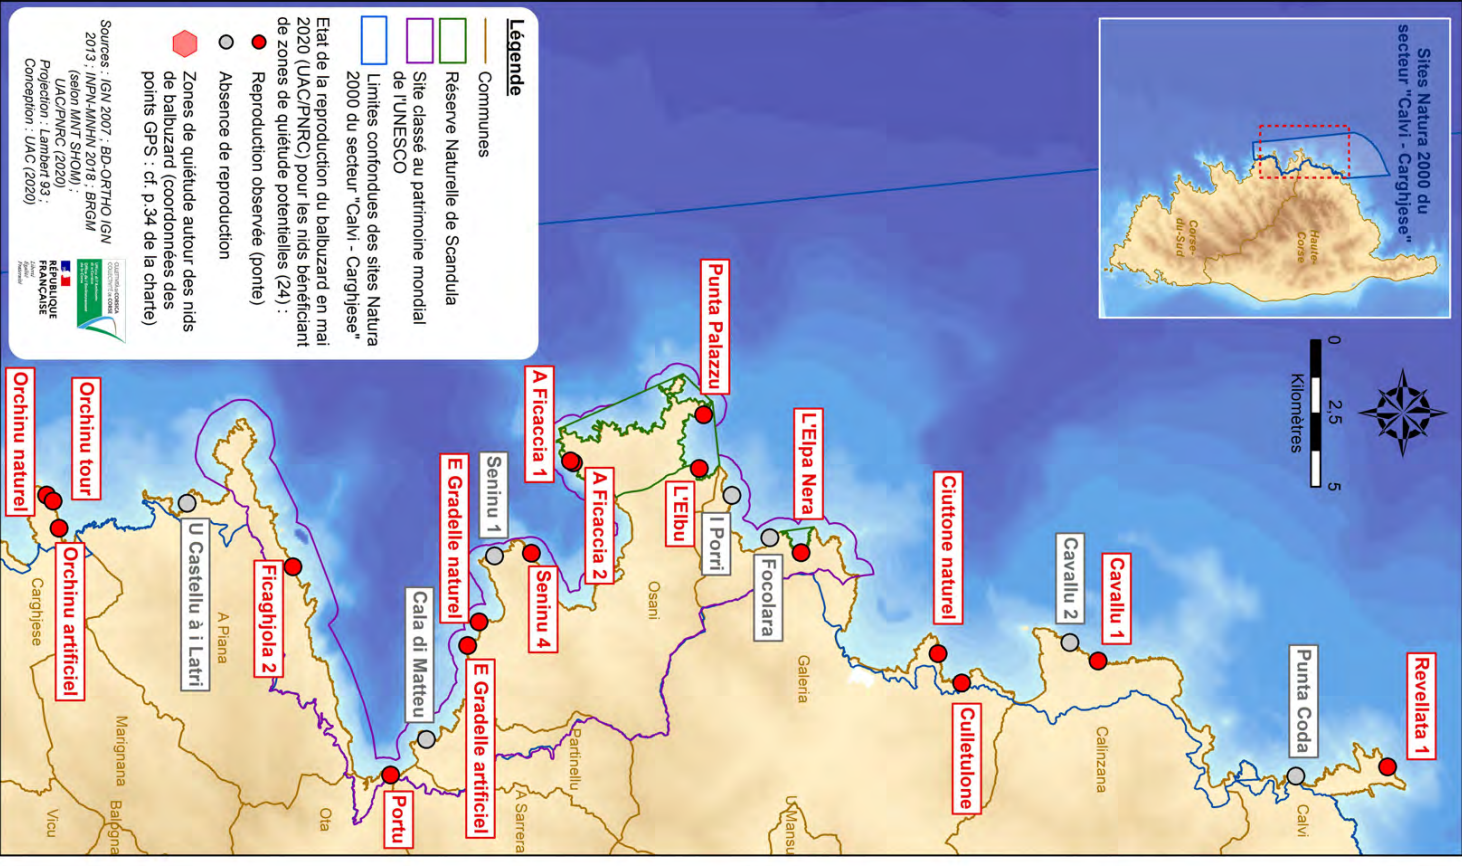 Sites Natura 2000 du
secteur "Calvi - Carghjese"
Haute-
Corse
Corse-
du-Sud
0
2,5
5
Kilomètres
Revellata 1
Punta Coda
Calvi
Cavallu 1
Cavallu 2
Calinzana
Ciuttone naturel
Culletulone
L'Elpa Nera
Focolara
Galeria
U Mansu
Punta Palazzu
I Porri
L'Elbu
Osani
A Ficaccia 2
A Ficaccia 1
Partinellu
Seninu 4
Seninu 1
A Sarrera
E Gradelle naturel
E Gradelle artificiel
Cala di Matteu
Portu
Ota
Ficaghjola 2
A Piana
U Castellu à i Latri
Marignana
Balogna
Orchinu tour
Orchinu artificiel
Orchinu naturel
Carghjese
Vicu
Légende
Communes
Réserve Naturelle de Scandula
Site classé au patrimoine mondial
de l'UNESCO
Limites confondues des sites Natura
2000 du secteur "Calvi - Carghjese"
Etat de la reproduction du balbuzard en mai
2020 (UAC/PNRC) pour les nids bénéficiant
de zones de quiétude potentielles (24) :
Reproduction observée (ponte)
Absence de reproduction
Zones de quiétude autour des nids
de balbuzard (coordonnées des
points GPS : cf. p.34 de la charte)
Sources : IGN 2007 ; BD-ORTHO IGN
2013 ; INPN-MNHN 2018 ; BRGM
(selon MNT SHOM) ;
UAC/PNRC (2020)
Projection : Lambert 93 ;
Conception : UAC (2020)
RÉPUBLIQUE
FRANÇAISE
Liberté
Égalité
Fraternité